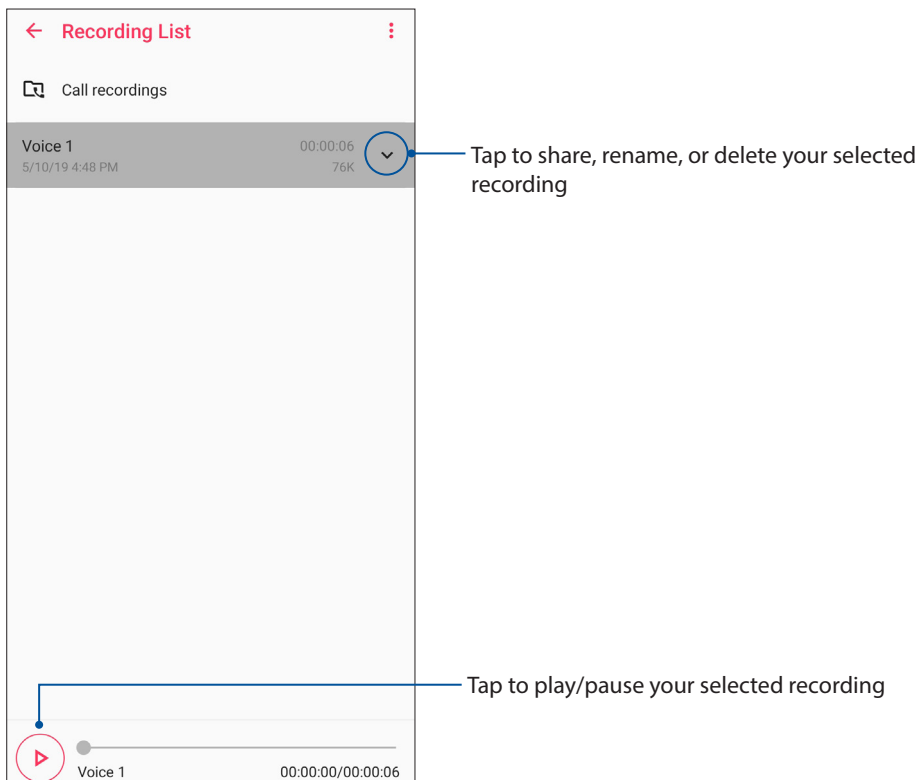 Recording List
Call recordings
Voice 1 00:00:06
5/10/19 4:48 PM 76K
Tap to share, rename, or delete your selected
recording
Tap to play/pause your selected recording
Voice 1 00:00:00/00:00:06